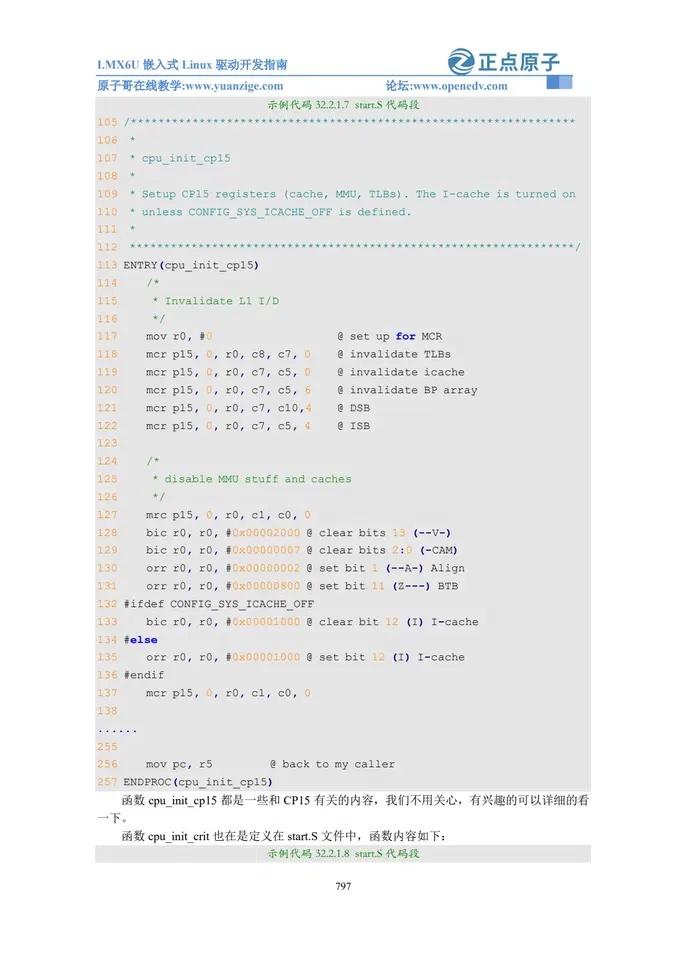 I.MX6U 嵌入式 Linux 驱动开发指南
正点原子
原子哥在线教学:www.yuanzige.com 论坛:www.openedv.com
示例代码 32.2.1.7 start.S 代码段
105 /*****************************************************************
106 *
107 * cpu_init_cp15
108 *
109 * Setup CP15 registers (cache, MMU, TLBs). The I-cache is turned on
110 * unless CONFIG_SYS_ICACHE_OFF is defined.
111 *
112 *****************************************************************/
113 ENTRY(cpu_init_cp15)
114 /*
115 * Invalidate L1 I/D
116 */
117 mov r0, #0 @ set up for MCR
118 mcr p15, 0, r0, c8, c7, 0 @ invalidate TLBs
119 mcr p15, 0, r0, c7, c5, 0 @ invalidate icache
120 mcr p15, 0, r0, c7, c5, 6 @ invalidate BP array
121 mcr p15, 0, r0, c7, c10,4 @ DSB
122 mcr p15, 0, r0, c7, c5, 4 @ ISB
123
124 /*
125 * disable MMU stuff and caches
126 */
127 mrc p15, 0, r0, c1, c0, 0
128 bic r0, r0, #0x00002000 @ clear bits 13 (--V-)
129 bic r0, r0, #0x00000007 @ clear bits 2:0 (-CAM)
130 orr r0, r0, #0x00000002 @ set bit 1 (--A-) Align
131 orr r0, r0, #0x00000800 @ set bit 11 (Z---) BTB
132 #ifdef CONFIG_SYS_ICACHE_OFF
133 bic r0, r0, #0x00001000 @ clear bit 12 (I) I-cache
134 #else
135 orr r0, r0, #0x00001000 @ set bit 12 (I) I-cache
136 #endif
137 mcr p15, 0, r0, c1, c0, 0
138
......
255
256 mov pc, r5 @ back to my caller
257 ENDPROC(cpu_init_cp15)
函数 cpu_init_cp15 都是一些和 CP15 有关的内容，我们不用关心，有兴趣的可以详细的看
一下。
函数 cpu_init_crit 也在是定义在 start.S 文件中，函数内容如下：
示例代码 32.2.1.8 start.S 代码段
797